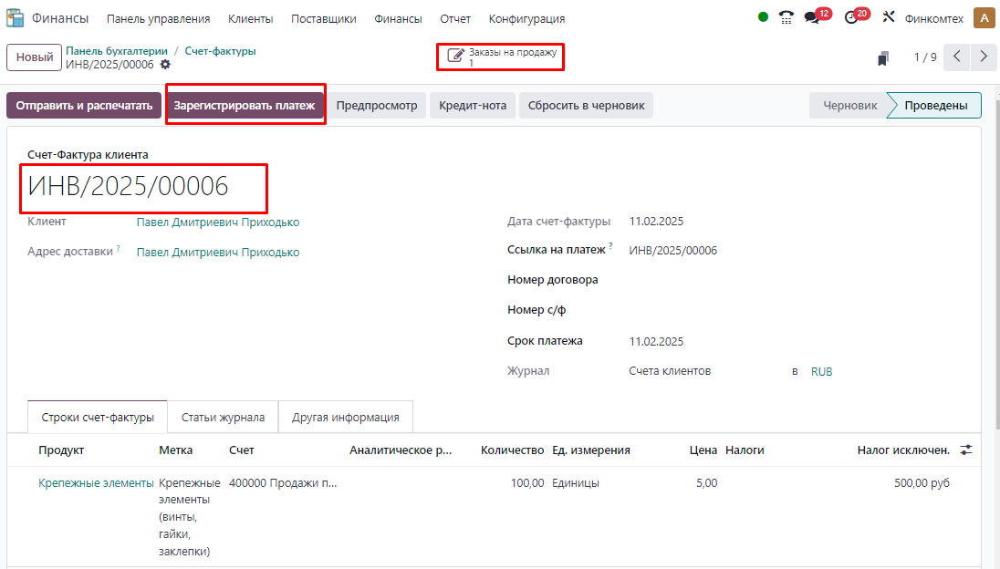 Финансы Панель управления Клиенты Поставщики Финансы Отчет Конфигурация 12 20 Финкомтех A
Новый Панель бухгалтерии / Счет-фактуры Заказы на продажу 1 / 9
ИНВ/2025/00006 1
Отправить и распечатать Зарегистрировать платеж Предпросмотр Кредит-нота Сбросить в черновик Черновик Проведены
Счет-Фактура клиента
ИНВ/2025/00006
Клиент Павел Дмитриевич Приходько Дата счет-фактуры 11.02.2025
Адрес доставки ? Павел Дмитриевич Приходько Ссылка на платеж ? ИНВ/2025/00006
Номер договора
Номер с/ф
Срок платежа 11.02.2025
Журнал Счета клиентов в RUB
Строки счет-фактуры Статьи журнала Другая информация
Продукт Метка Счет Аналитическое р... Количество Ед. измерения Цена Налоги Налог исключен.
Крепежные элементы Крепежные 400000 Продажи п... 100,00 Единицы 5,00 500,00 руб
элементы
(винты,
гайки,
заклепки)